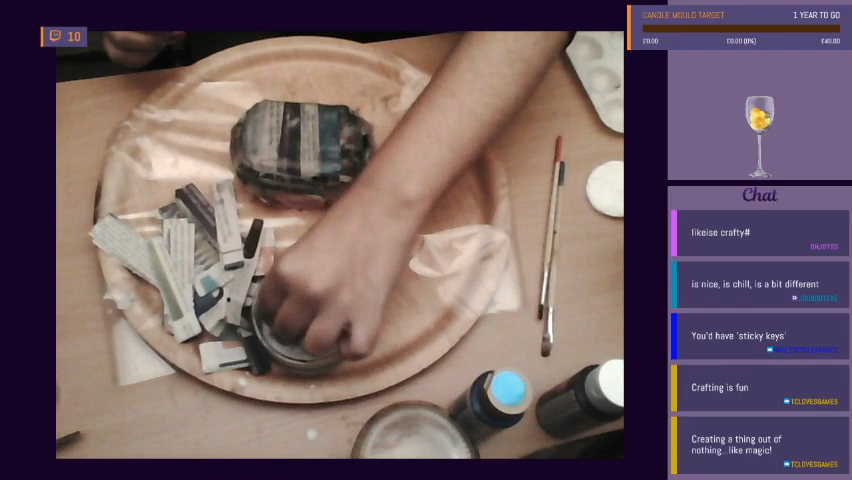 10
CANDLE MOULD TARGET
1 YEAR TO GO
£0.00
£0.00 (0%)
£40.00
Chat
likeise crafty#
is nice, is chill, is a bit different
You'd have 'sticky keys'
Crafting is fun
TCLOVESGAMES
Creating a thing out of
nothing...like magic!
TCLOVESGAMES